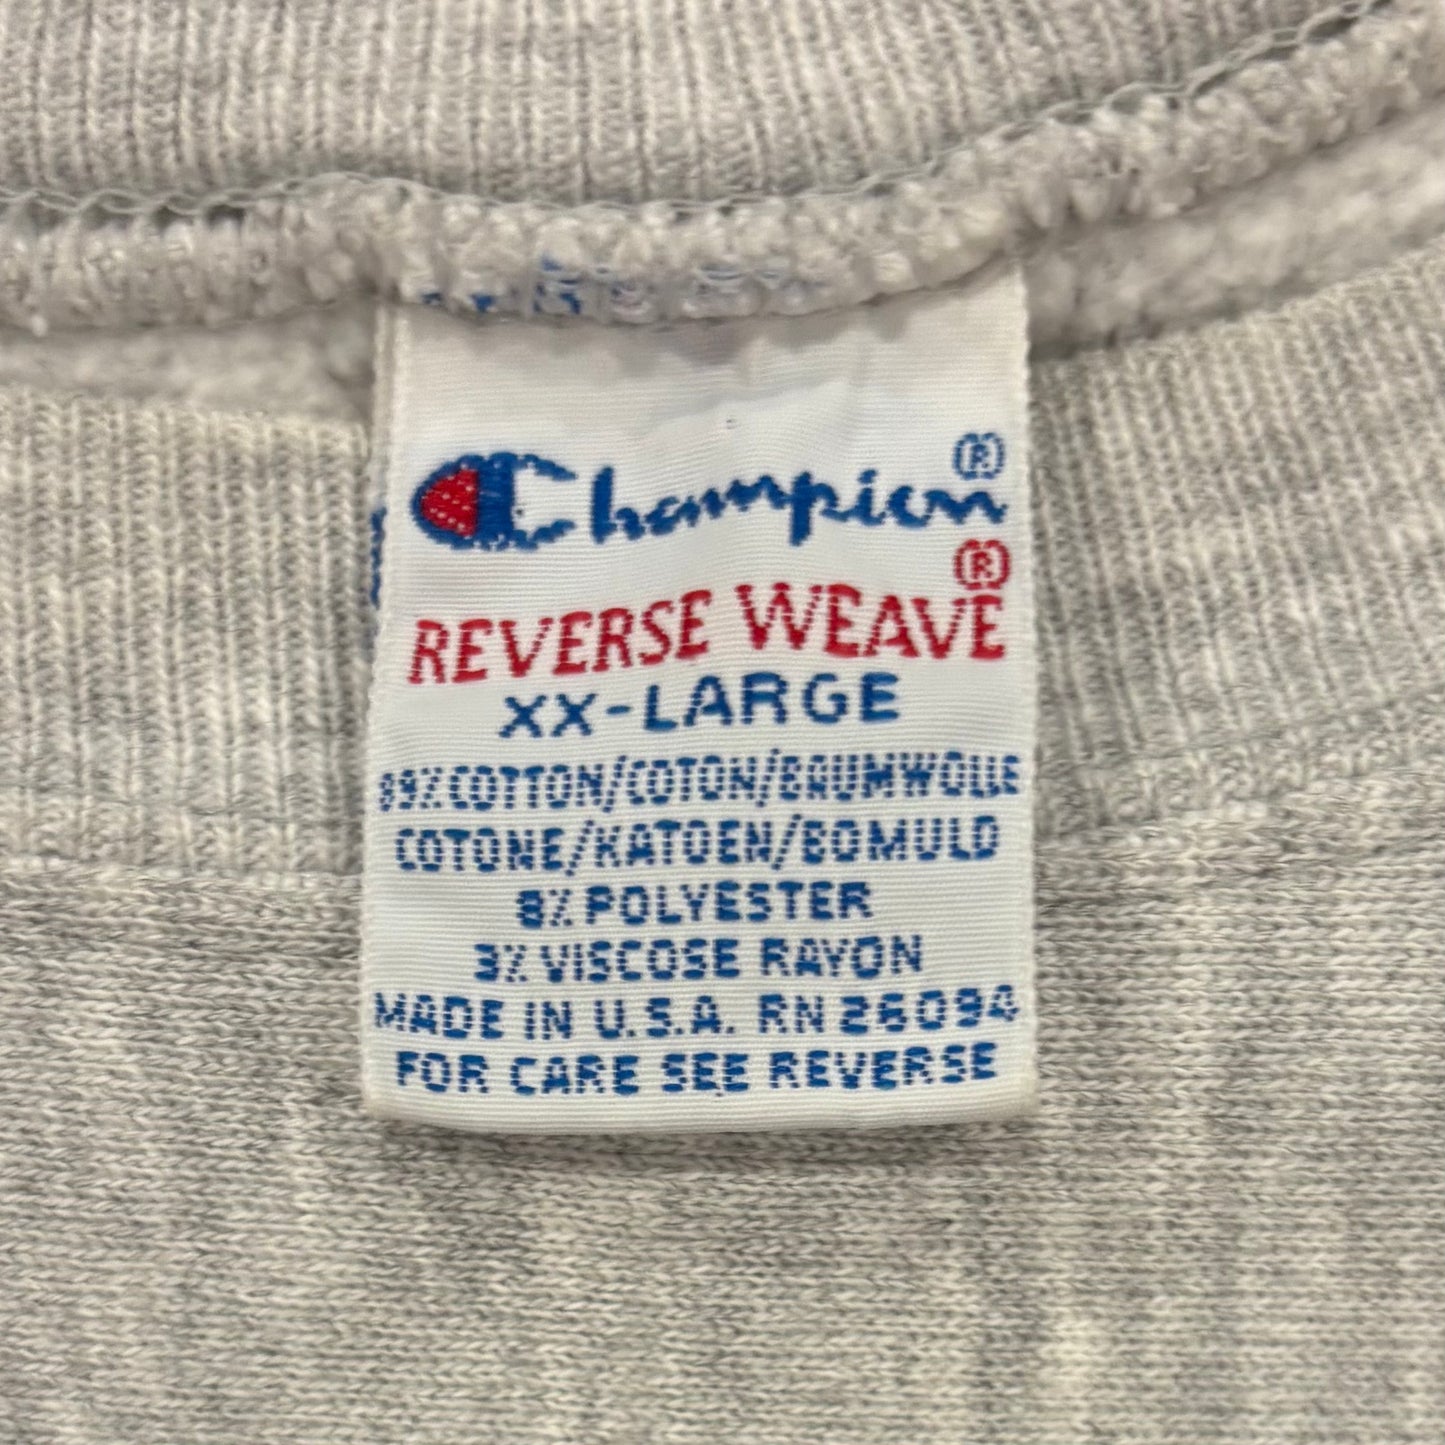 Champion®
REVERSE WEAVE®
XX-LARGE
89% COTTON/COTON/BAUMWOLLE
COTONE/KATOEN/BOMULD
8% POLYESTER
3% VISCOSE RAYON
MADE IN U.S.A. RN 26094
FOR CARE SEE REVERSE